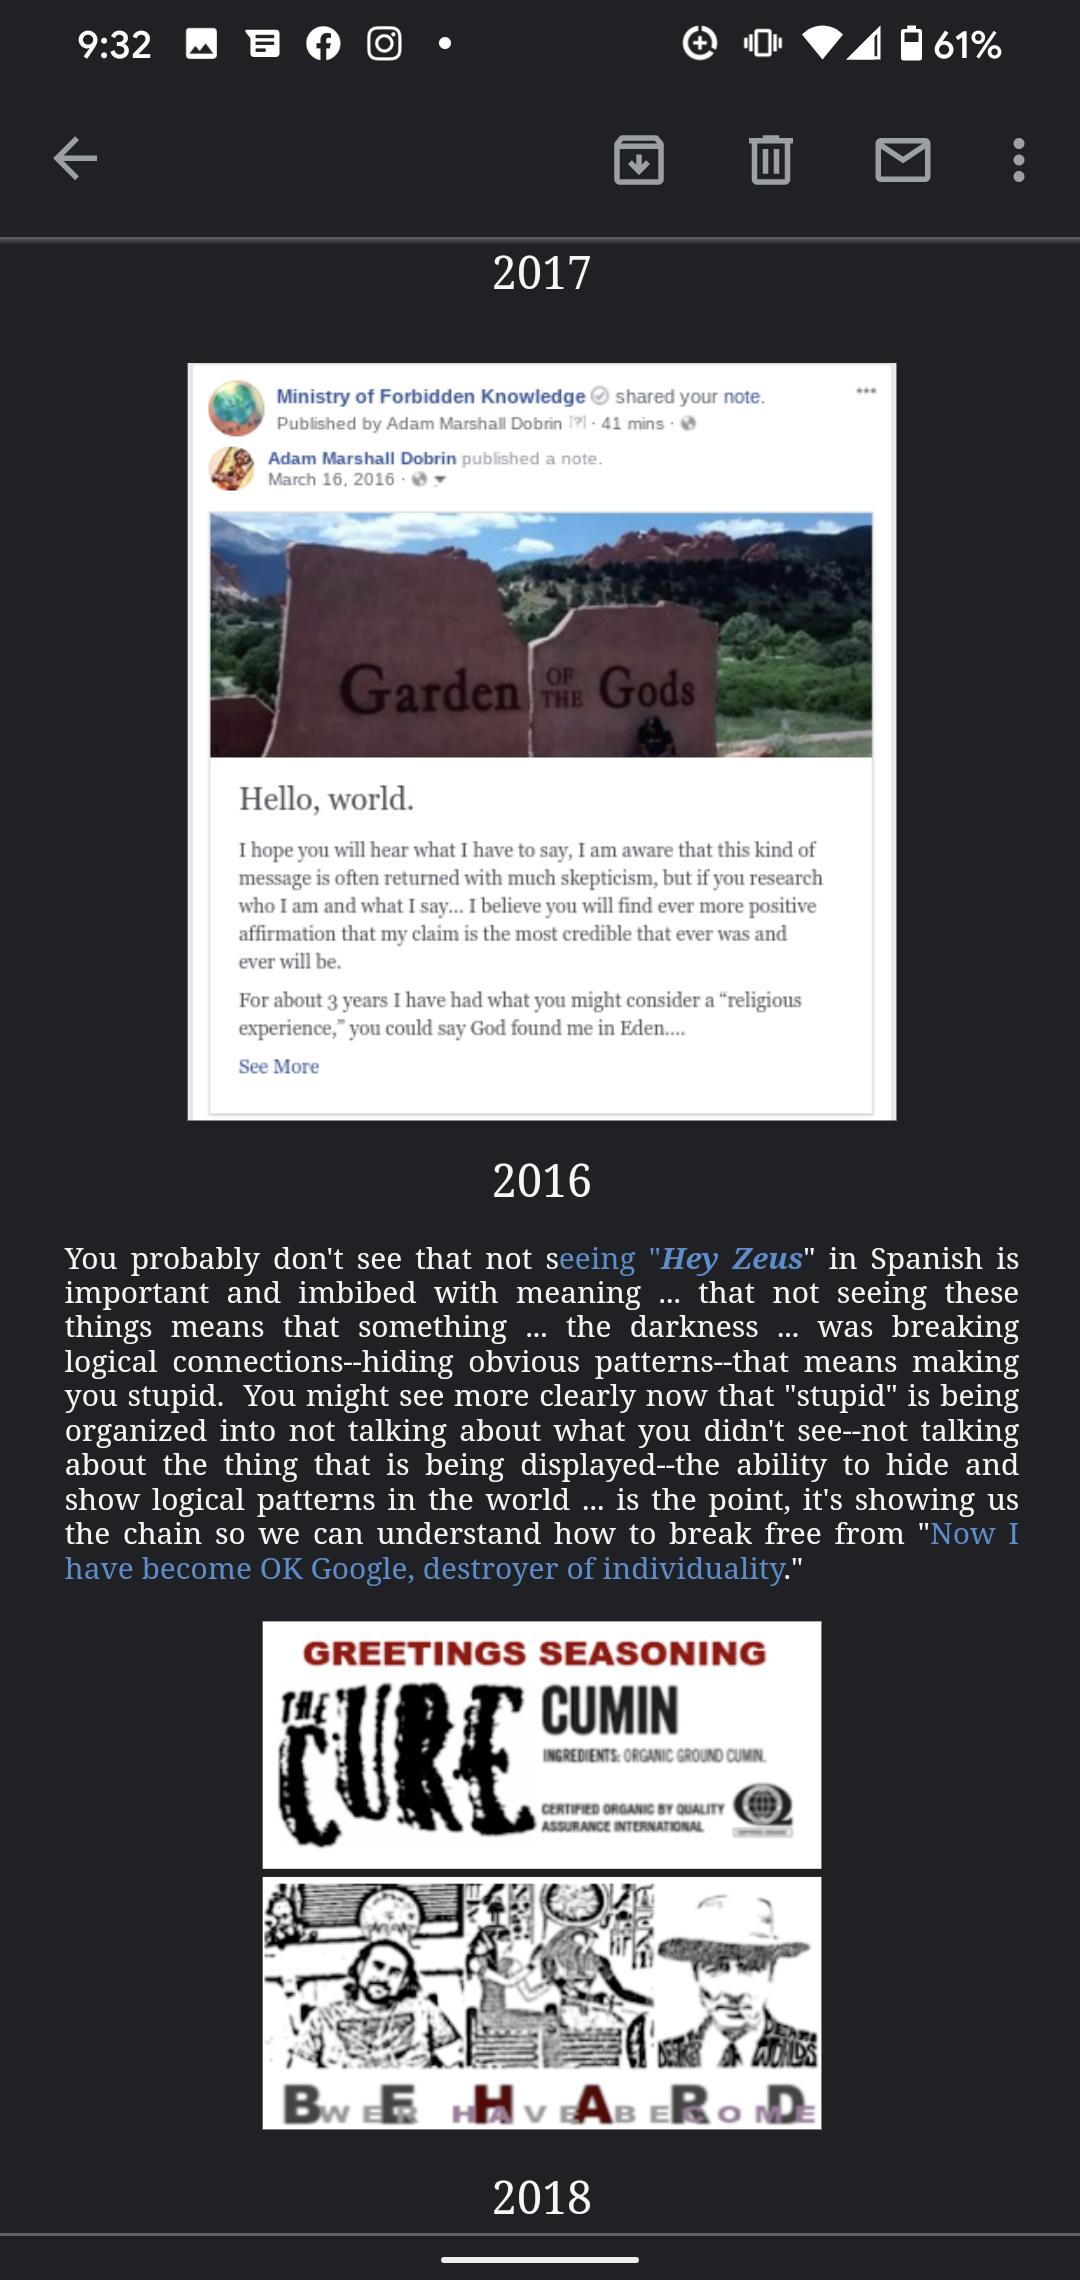 9:32
61%
2017
Ministry of Forbidden Knowledge shared your note.
Published by Adam Marshall Dobrin [?] · 41 mins ·
Adam Marshall Dobrin published a note.
March 16, 2016 ·
Garden OF THE Gods
Hello, world.
I hope you will hear what I have to say, I am aware that this kind of
message is often returned with much skepticism, but if you research
who I am and what I say... I believe you will find ever more positive
affirmation that my claim is the most credible that ever was and
ever will be.
For about 3 years I have had what you might consider a “religious
experience,” you could say God found me in Eden....
See More
2016
You probably don't see that not seeing "Hey Zeus" in Spanish is
important and imbibed with meaning ... that not seeing these
things means that something ... the darkness ... was breaking
logical connections--hiding obvious patterns--that means making
you stupid.  You might see more clearly now that "stupid" is being
organized into not talking about what you didn't see--not talking
about the thing that is being displayed--the ability to hide and
show logical patterns in the world ... is the point, it's showing us
the chain so we can understand how to break free from "Now I
have become OK Google, destroyer of individuality."
GREETINGS SEASONING
THE CURE
CUMIN
INGREDIENTS: ORGANIC GROUND CUMIN.
CERTIFIED ORGANIC BY QUALITY
ASSURANCE INTERNATIONAL
BE HARD
2018